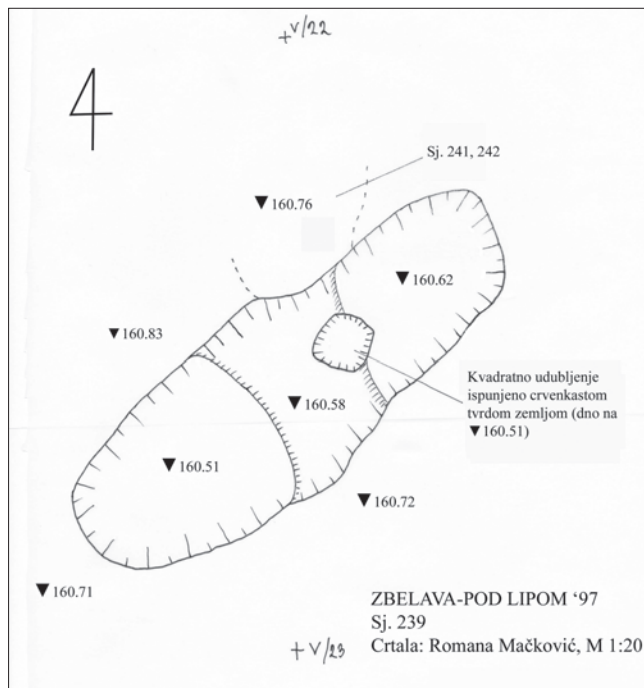 +V/22
4
Sj. 241, 242
▼ 160.76
▼ 160.62
▼ 160.83
Kvadratno udubljenje
ispunjeno crvenkastom
tvrdom zemljom (dno na
▼ 160.51)
▼ 160.58
▼ 160.51
▼ 160.72
▼ 160.71
ZBELAVA-POD LIPOM ‘97
Sj. 239
Crtala: Romana Mačković, M 1:20
+V/23